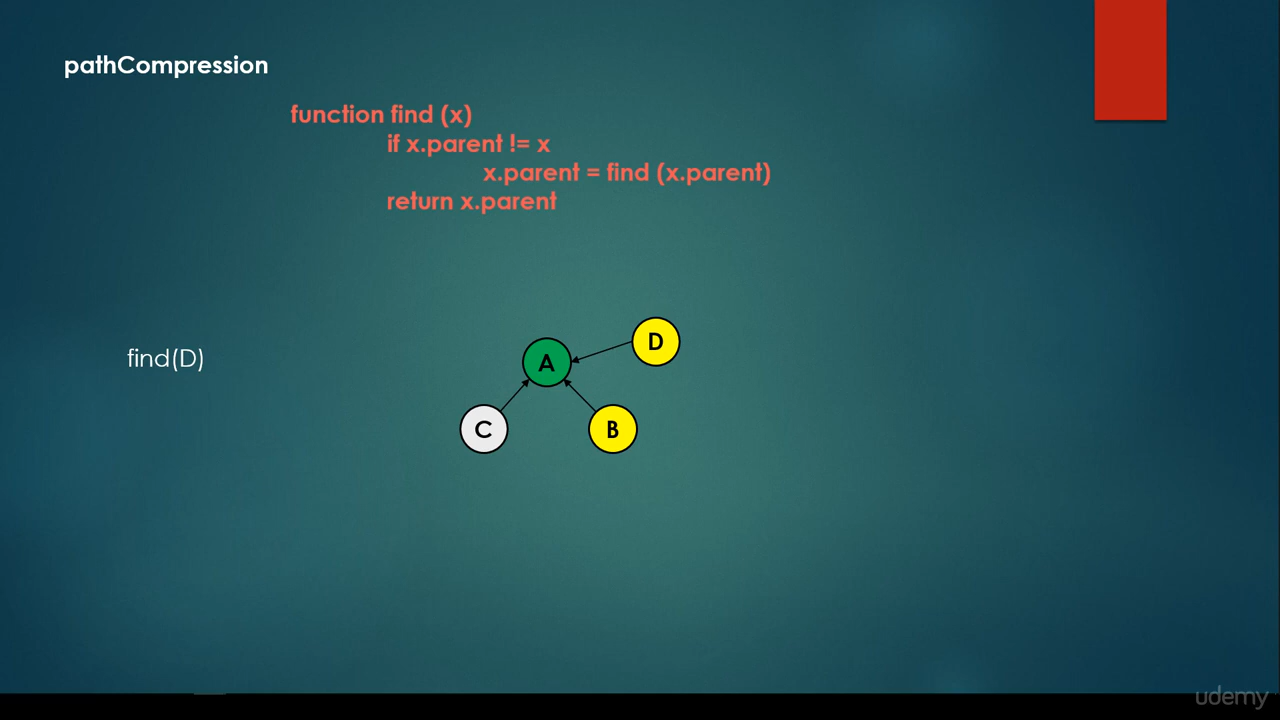 pathCompression
function find (x)
if x.parent != x
x.parent = find (x.parent)
return x.parent
find(D)
D
A
C
B
udemy